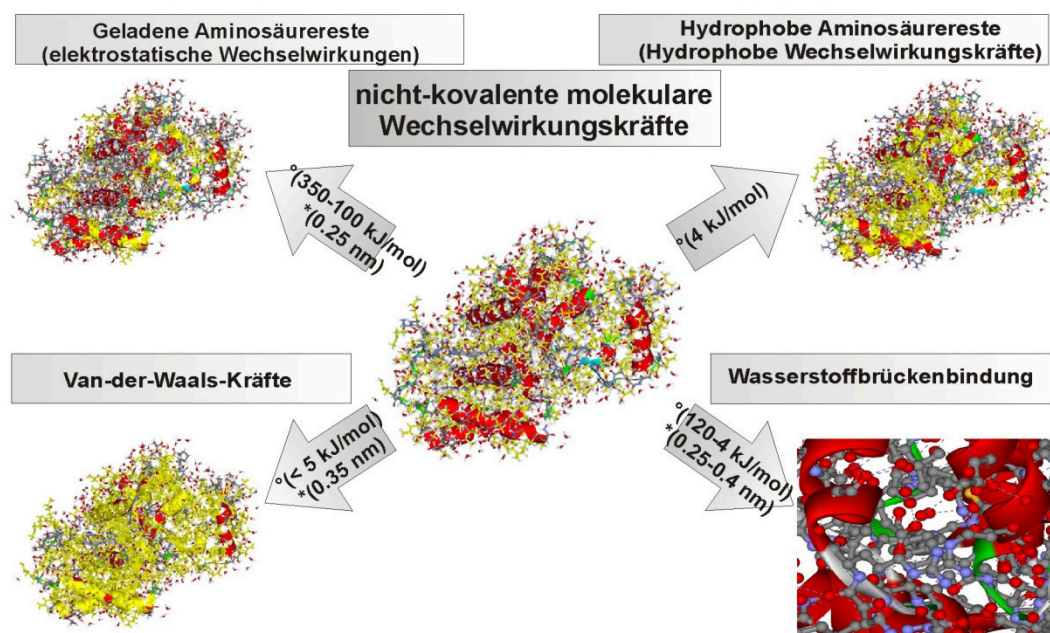 Geladene Aminosäurereste
(elektrostatische Wechselwirkungen)
Hydrophobe Aminosäurereste
(Hydrophobe Wechselwirkungskräfte)
nicht-kovalente molekulare
Wechselwirkungskräfte
°(350-100 kJ/mol)
*(0.25 nm)
°(4 kJ/mol)
Van-der-Waals-Kräfte
Wasserstoffbrückenbindung
°(< 5 kJ/mol)
*(0.35 nm)
°(120-4 kJ/mol)
*(0.25-0.4 nm)